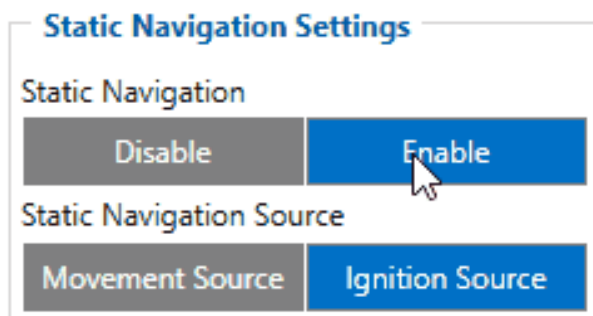 Static Navigation Settings
Static Navigation
Disable Enable
Static Navigation Source
Movement Source Ignition Source